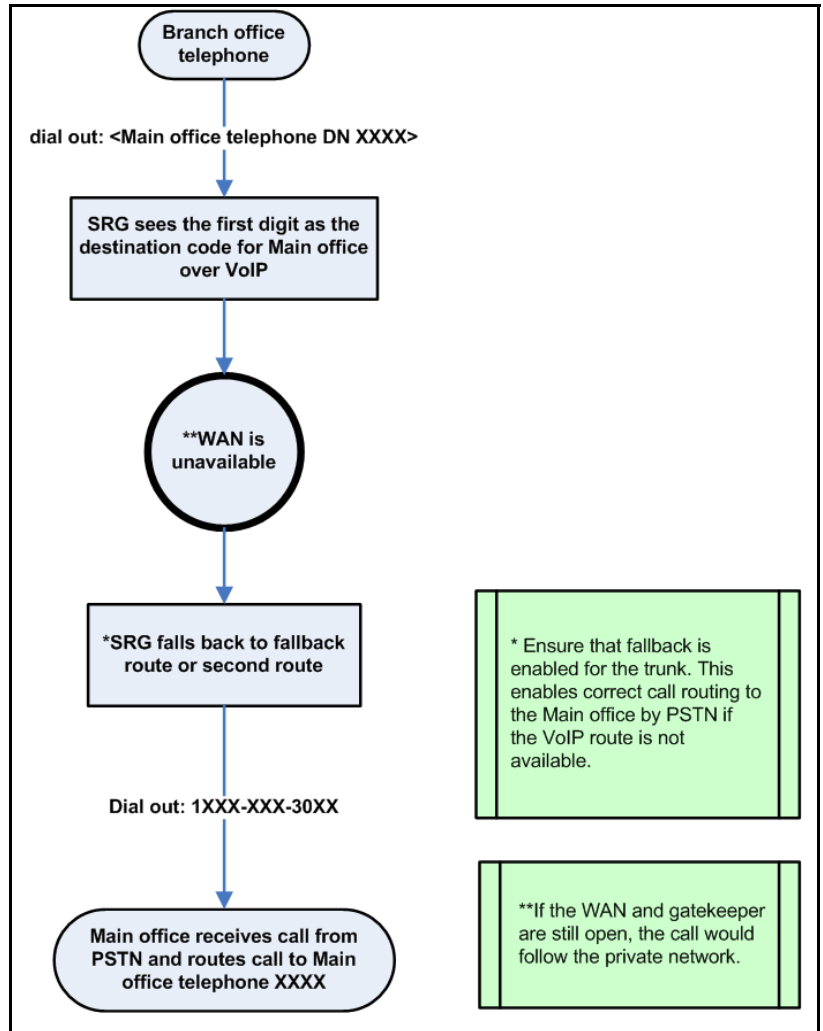 Branch office
telephone
dial out: <Main office telephone DN XXXX>
SRG sees the first digit as the
destination code for Main office
over VoIP
**WAN is
unavailable
*SRG falls back to fallback
route or second route
Dial out: 1XXX-XXX-30XX
Main office receives call from
PSTN and routes call to Main
office telephone XXXX
* Ensure that fallback is
enabled for the trunk. This
enables correct call routing to
the Main office by PSTN if
the VoIP route is not
available.
**If the WAN and gatekeeper
are still open, the call would
follow the private network.